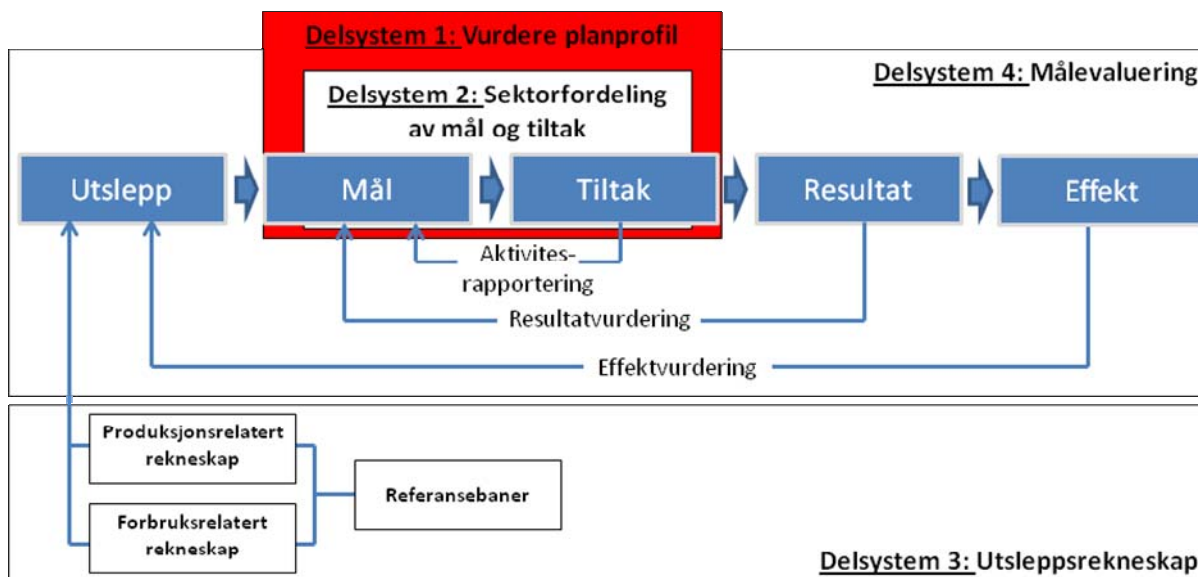 Delsystem 1: Vurdere planprofil
Delsystem 4: Målevaluering
Delsystem 2: Sektorfordeling
av mål og tiltak
Utslepp
Mål
Tiltak
Resultat
Effekt
Aktivites-
rapportering
Resultatvurdering
Effektvurdering
Produksjonsrelatert
rekneskap
Referansebaner
Forbruksrelatert
rekneskap
Delsystem 3: Utsleppsrekneskap